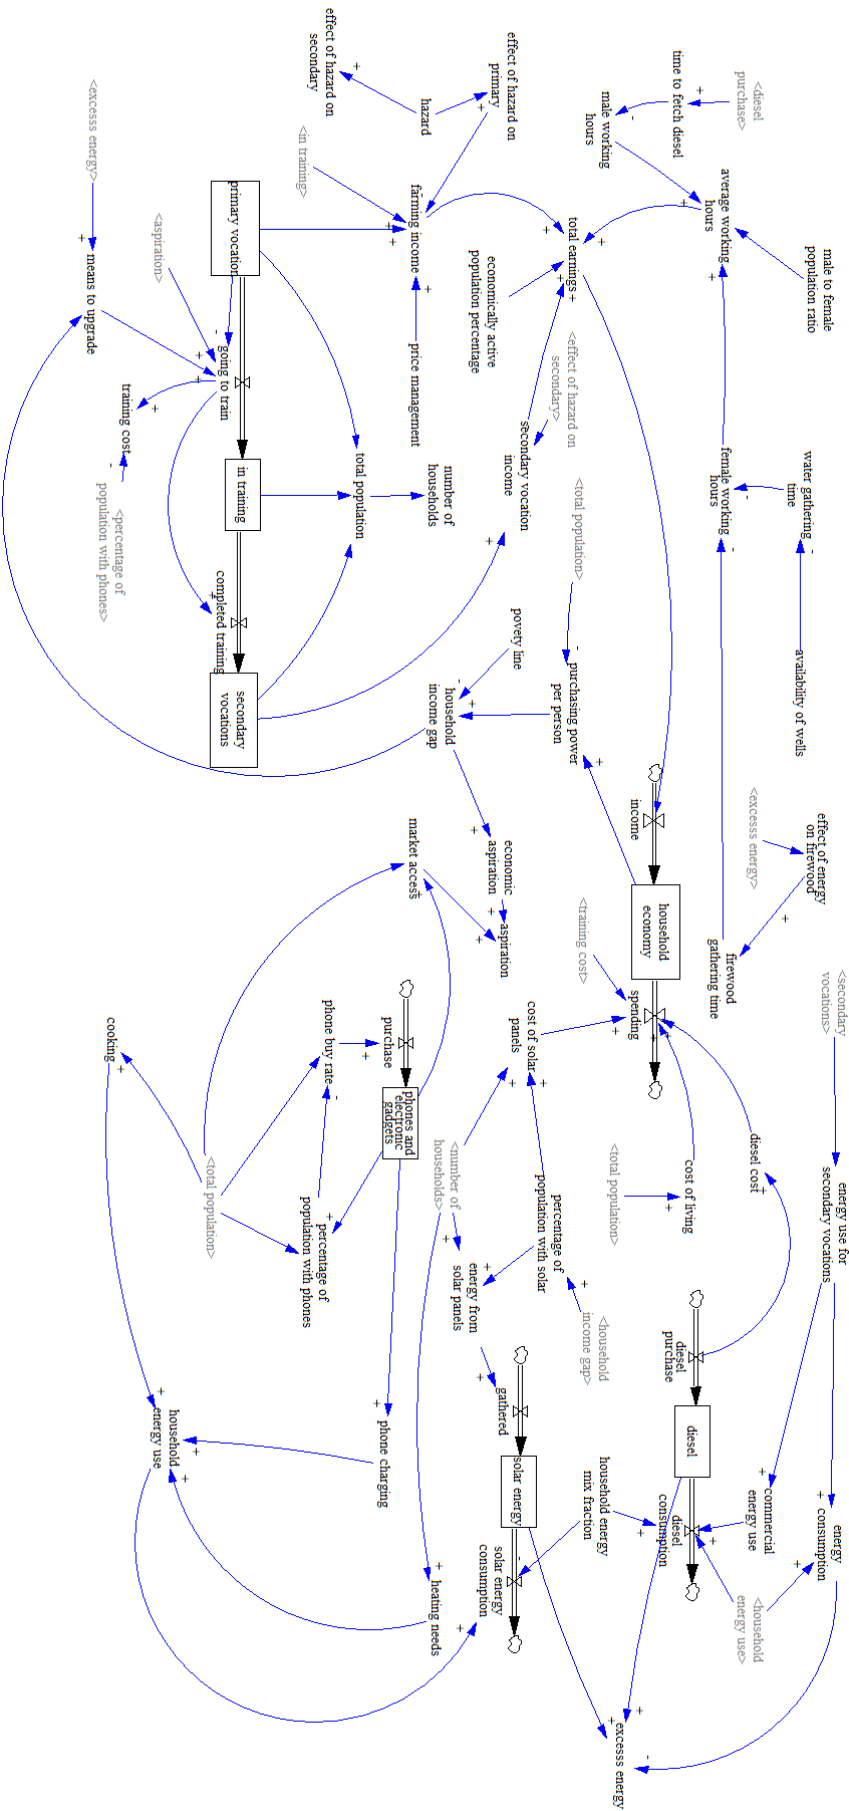 <diesel
purchase>
time to fetch diesel
male working
hours
average working
hours
male to female
population ratio
effect of hazard on
primary
effect of hazard on
secondary
hazard
<in training>
farming income
total earnings
economically active
population percentage
price management
<effect of hazard on
secondary>
secondary vocation
income
female working
hours
water gathering
time
availability of wells
<excesss energy>
<aspiration>
means to upgrade
primary vocation
going to train
training cost
<percentage of
population with phones>
in training
total population
number of
households
completed training
secondary
vocations
<total population>
purchasing power
per person
povety line
household
income gap
economic
aspiration
aspiration
market access
income
household
economy
spending
<training cost>
<excesss energy>
effect of energy
on firewood
firewood
gathering time
<secondary
vocations>
energy use for
secondary vocations
diesel cost
cost of living
<total population>
cost of solar
panels
percentage of
population with solar
<household
income gap>
<number of
households>
energy from
solar panels
purchase
phone buy rate
phones and
electronic
gadgets
percentage of
population with phones
<total population>
cooking
phone charging
household
energy use
heating needs
gathered
solar energy
solar energy
consumption
household energy
mix fraction
diesel
purchase
diesel
diesel
consumption
commercial
energy use
energy
consumption
<household
energy use>
excesss energy